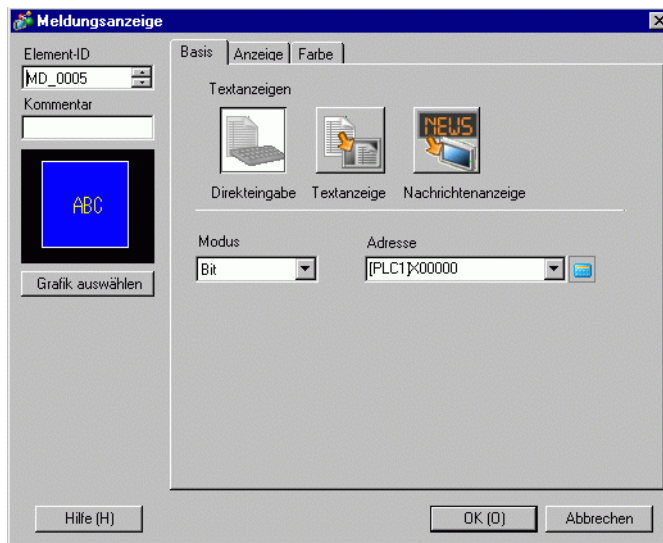 Meldungsanzeige
Element-ID
MD_0005
Kommentar
ABC
Grafik auswählen
Basis Anzeige Farbe
Textanzeigen
NEWS
Direkteingabe Textanzeige Nachrichtenanzeige
Modus Adresse
Bit [PLC1]X00000
Hilfe (H) OK (O) Abbrechen